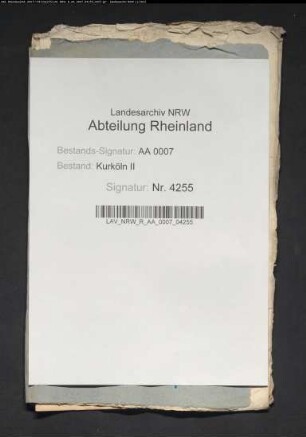 Landesarchiv NRW
Abteilung Rheinland
Bestands-Signatur: AA 0007
Bestand: Kurköln II
Signatur: Nr. 4255
LAV_NRW_R_AA_0007_04255